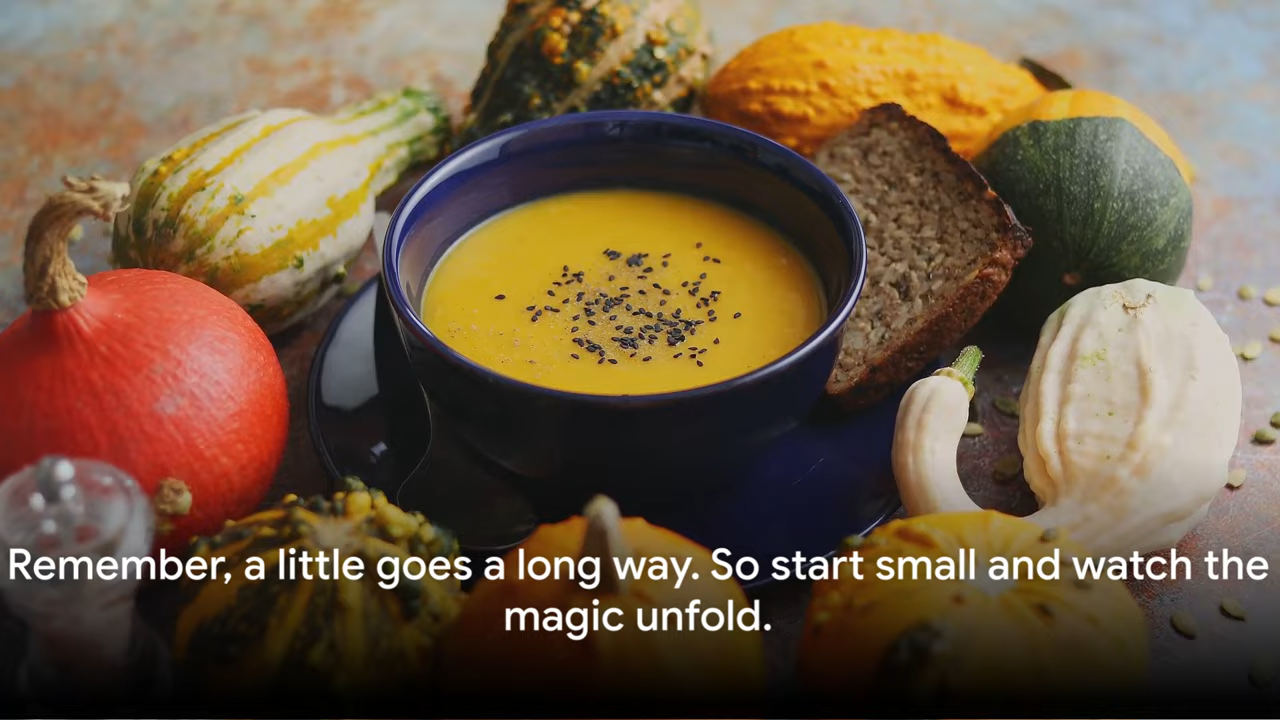 Remember, a little goes a long way. So start small and watch the
magic unfold.